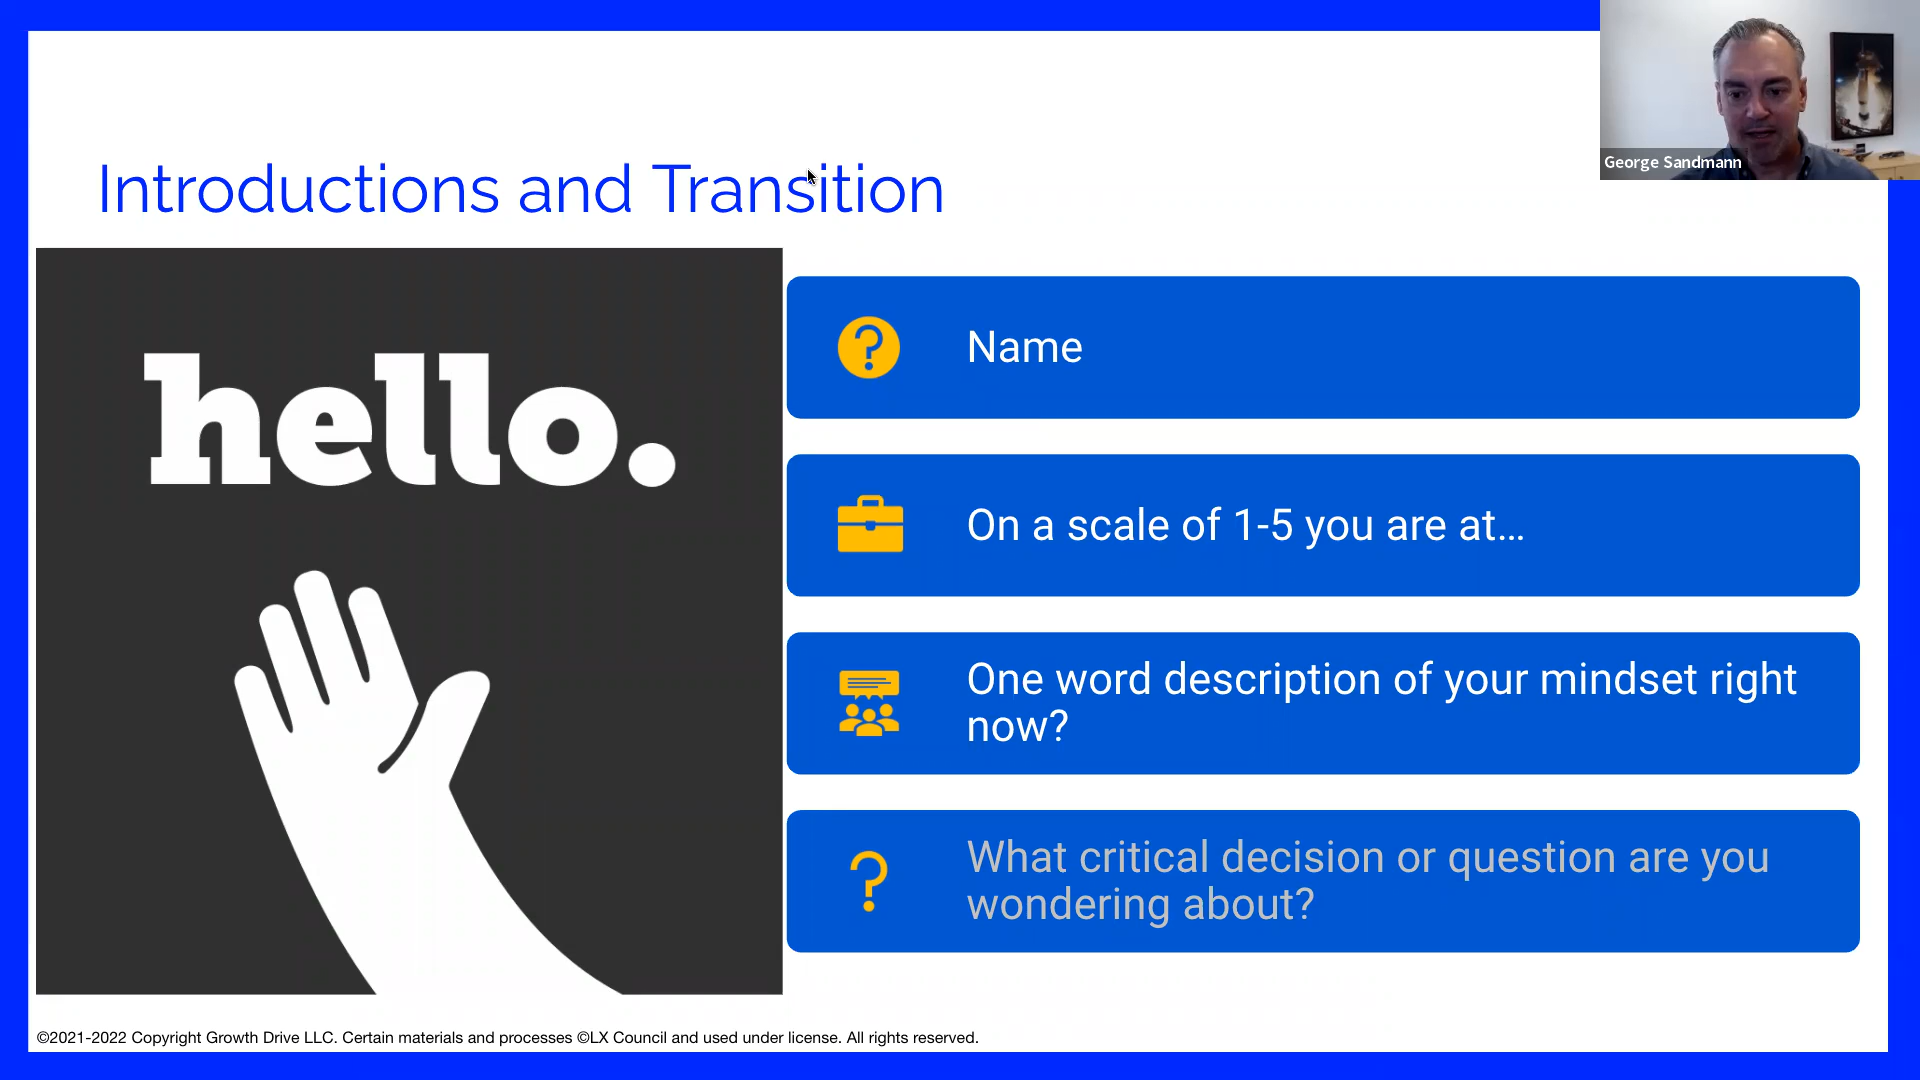 George Sandmann
Introductions and Transition
hello.
Name
On a scale of 1-5 you are at...
One word description of your mindset right
now?
What critical decision or question are you
wondering about?
©2021-2022 Copyright Growth Drive LLC. Certain materials and processes ©LX Council and used under license. All rights reserved.